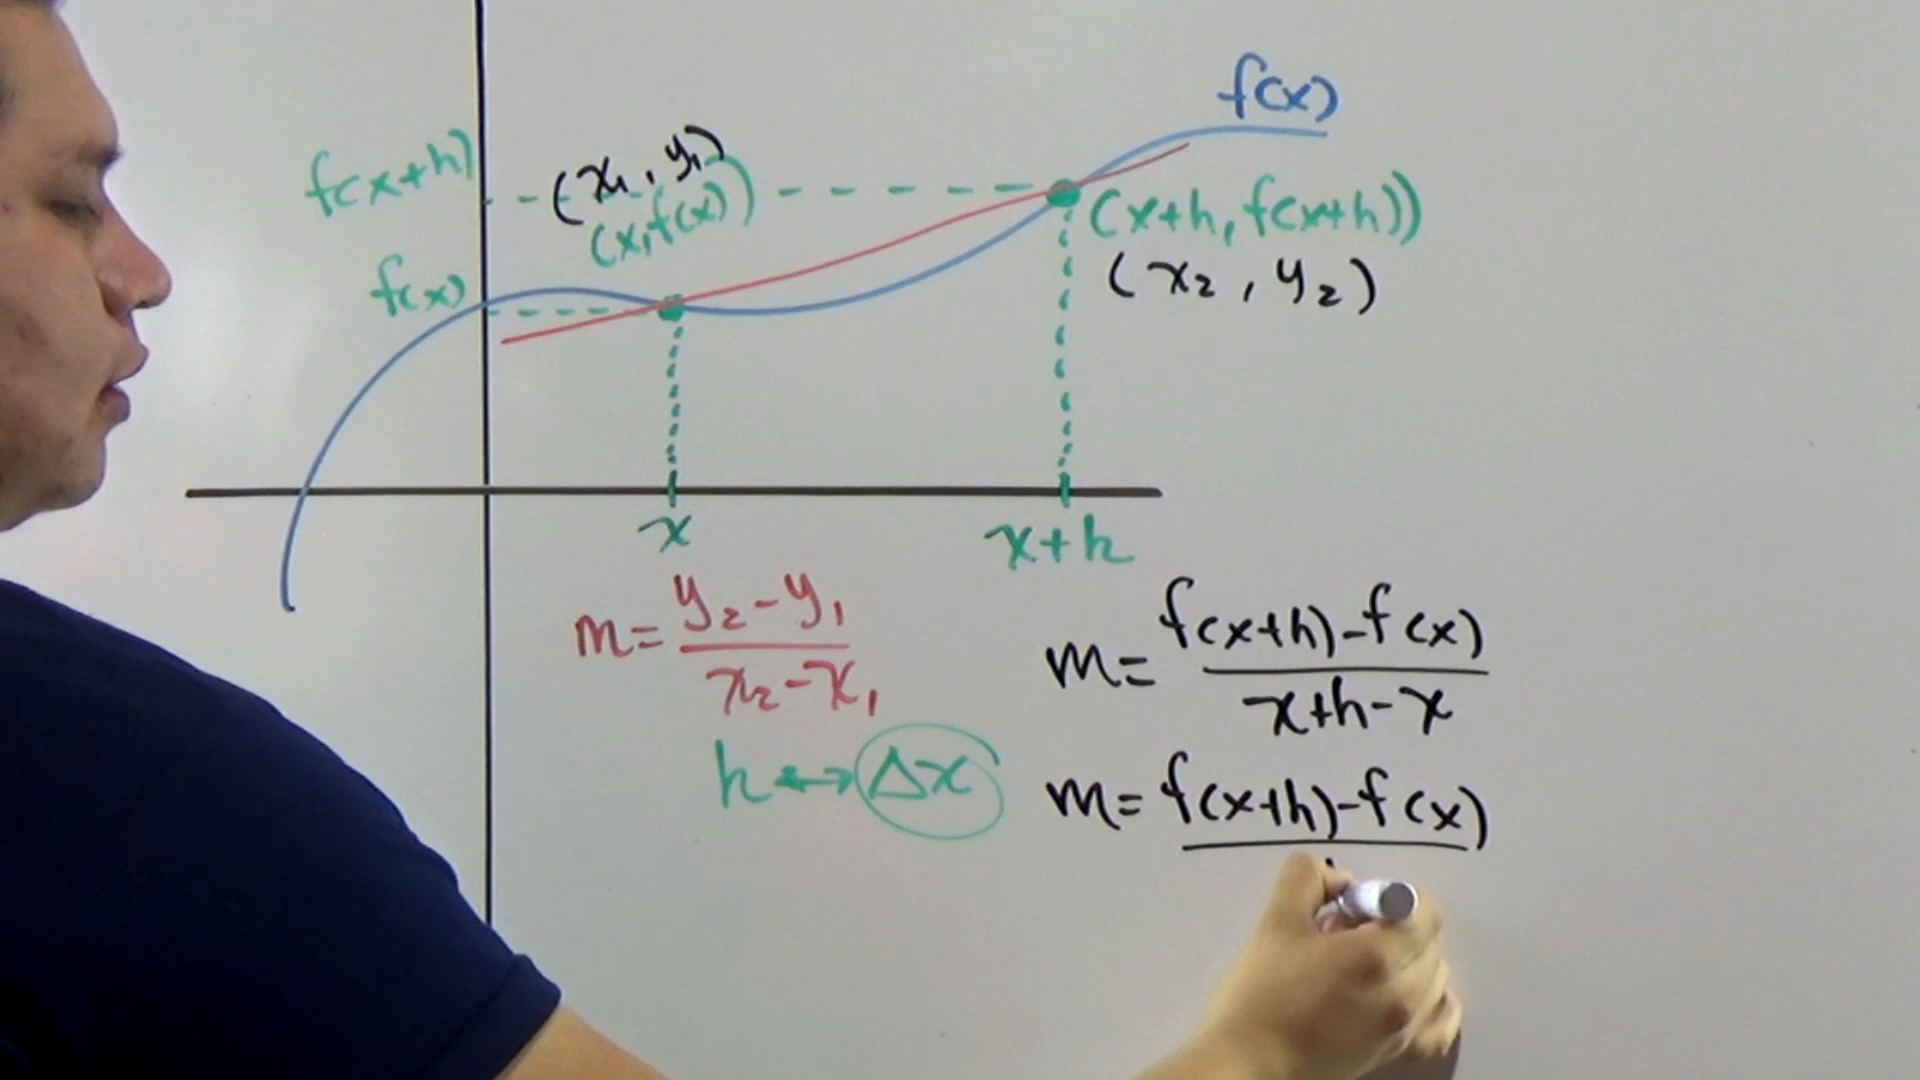 f(x)
f(x+h)
(x₁, y₁)
(x, f(x))
(x+h, f(x+h))
f(x)
(x₂, y₂)
x
x+h
m = y₂ - y₁ / x₂ - x₁
m = f(x+h) - f(x) / x+h - x
h ↔ Δx
m = f(x+h) - f(x)